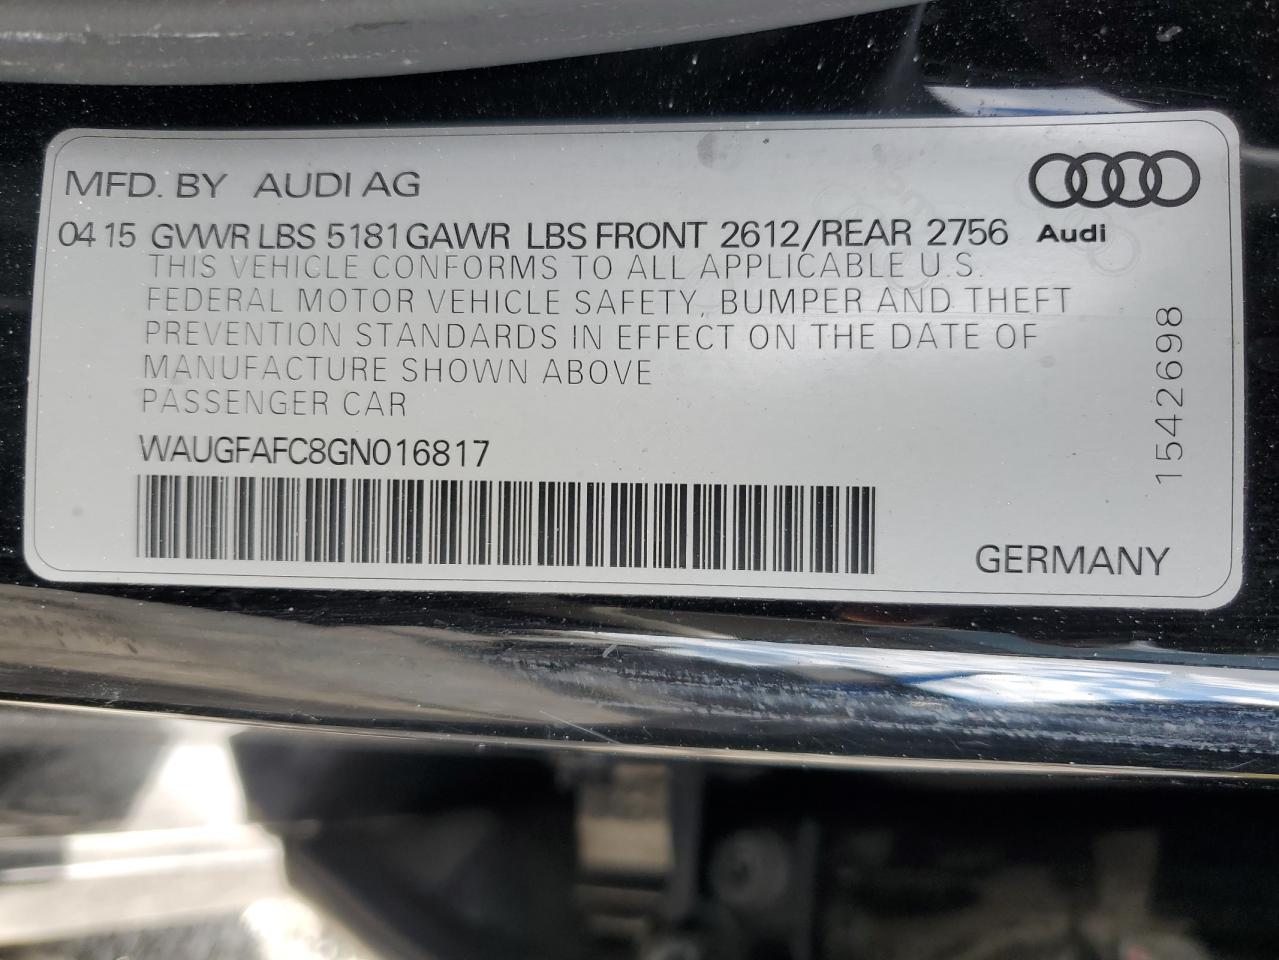 MFD. BY AUDI AG
04 15 GVWR LBS 5181 GAWR LBS FRONT 2612/REAR 2756
Audi
THIS VEHICLE CONFORMS TO ALL APPLICABLE U.S.
FEDERAL MOTOR VEHICLE SAFETY, BUMPER AND THEFT
PREVENTION STANDARDS IN EFFECT ON THE DATE OF
MANUFACTURE SHOWN ABOVE
PASSENGER CAR
WAUGFAFC8GN016817
1542698
GERMANY